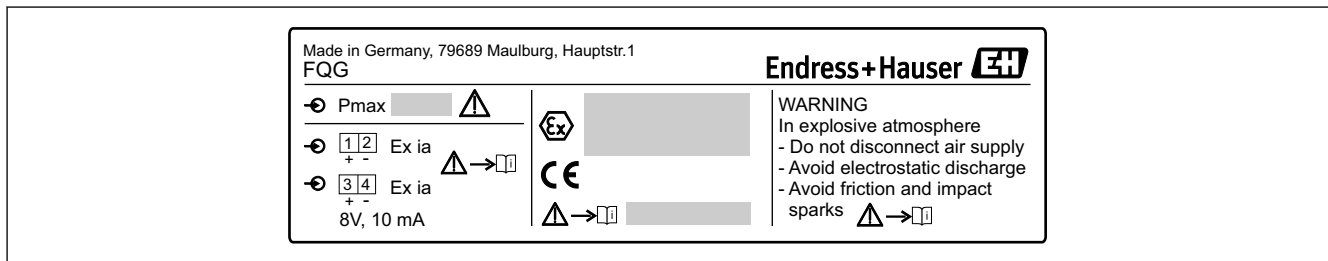 Made in Germany, 79689 Maulburg, Hauptstr.1
FQG
Endress+Hauser EH
Pmax
1 2 Ex ia
+ -
3 4 Ex ia
+ -
8V, 10 mA
i
Ex
CE
i
WARNING
In explosive atmosphere
- Do not disconnect air supply
- Avoid electrostatic discharge
- Avoid friction and impact
sparks
i